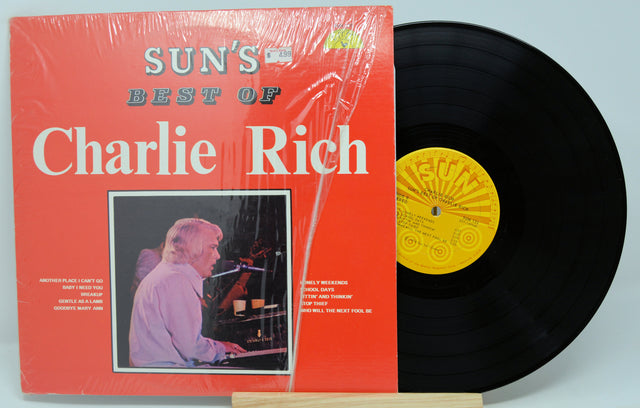 SUN'S
BEST OF
Charlie Rich
ANOTHER PLACE I CAN'T GO
BABY I NEED YOU
BREAKUP
GENTLE AS A LAMB
GOODBYE MARY ANN
LONELY WEEKENDS
SCHOOL DAYS
SITTIN' AND THINKIN'
STOP THIEF
WHO WILL THE NEXT FOOL BE
SUN